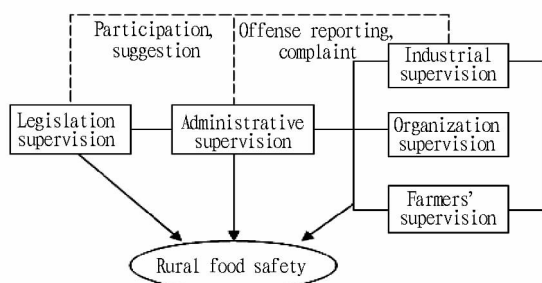 Participation,
suggestion
Offense reporting,
complaint
Industrial
supervision
Legislation
supervision
Administrative
supervision
Organization
supervision
Farmers'
supervision
Rural food safety